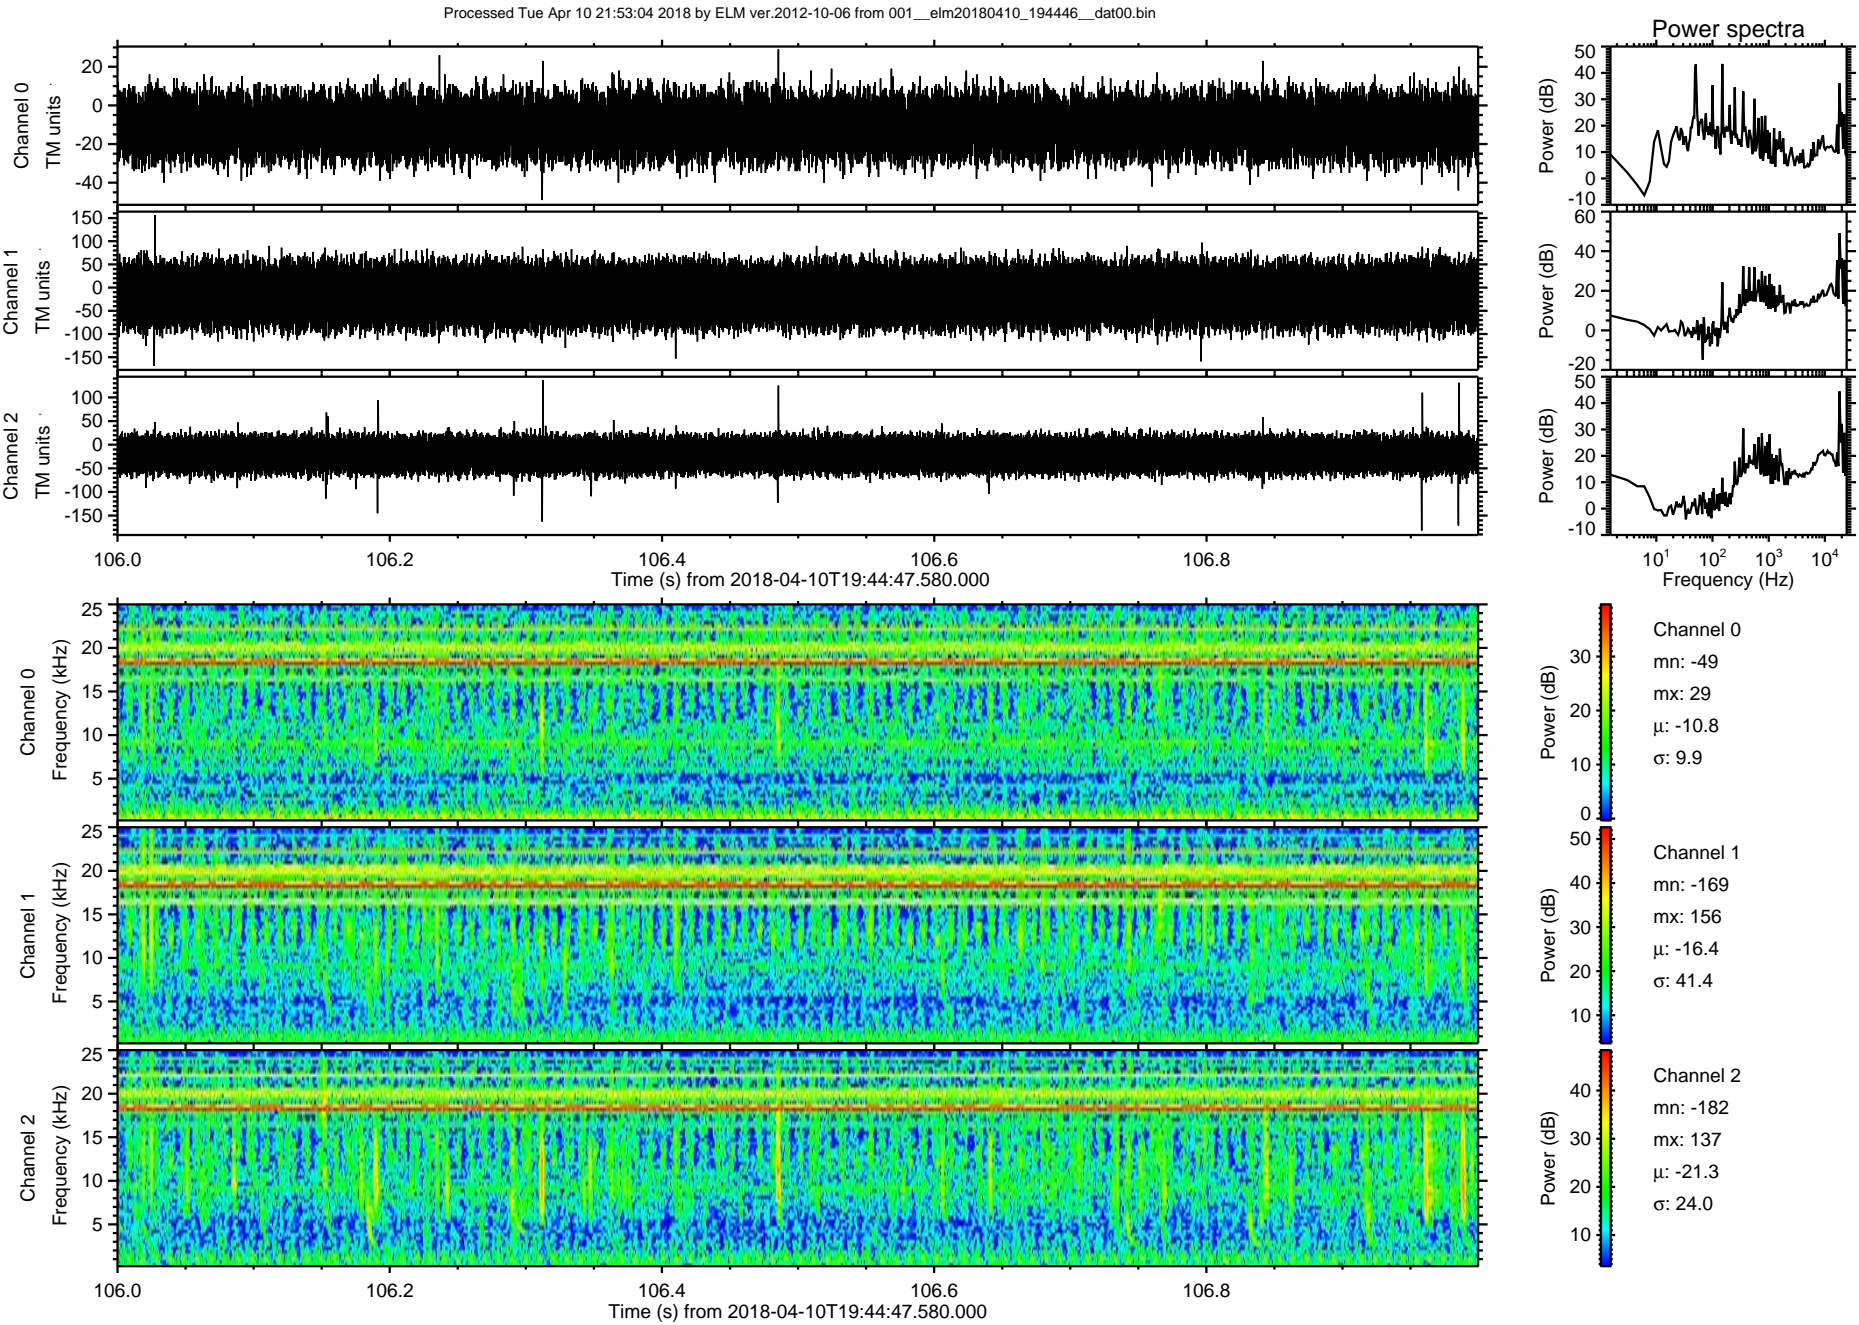 Processed Tue Apr 10 21:53:04 2018 by ELM ver.2012-10-06 from 001__elm20180410_194446__dat00.bin
Power spectra
Channel 0
TM units
20
0
-20
-40
Power (dB)
50
40
30
20
10
0
-10
Channel 1
TM units
150
100
50
0
-50
-100
-150
Power (dB)
60
40
20
0
-20
Channel 2
TM units
100
50
0
-50
-100
-150
Power (dB)
50
40
30
20
10
0
-10
106.0 106.2 106.4 106.6 106.8
Time (s) from 2018-04-10T19:44:47.580.000
10¹ 10² 10³ 10⁴
Frequency (Hz)
Channel 0
Frequency (kHz)
25
20
15
10
5
Power (dB)
30
20
10
0
Channel 0
mn: -49
mx: 29
μ: -10.8
σ: 9.9
Channel 1
Frequency (kHz)
25
20
15
10
5
Power (dB)
50
40
30
20
10
Channel 1
mn: -169
mx: 156
μ: -16.4
σ: 41.4
Channel 2
Frequency (kHz)
25
20
15
10
5
Power (dB)
40
30
20
10
Channel 2
mn: -182
mx: 137
μ: -21.3
σ: 24.0
106.0 106.2 106.4 106.6 106.8
Time (s) from 2018-04-10T19:44:47.580.000